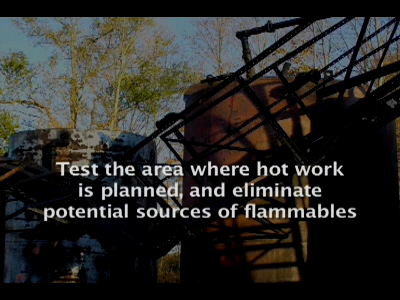 Test the area where hot work
is planned, and eliminate
potential sources of flammables